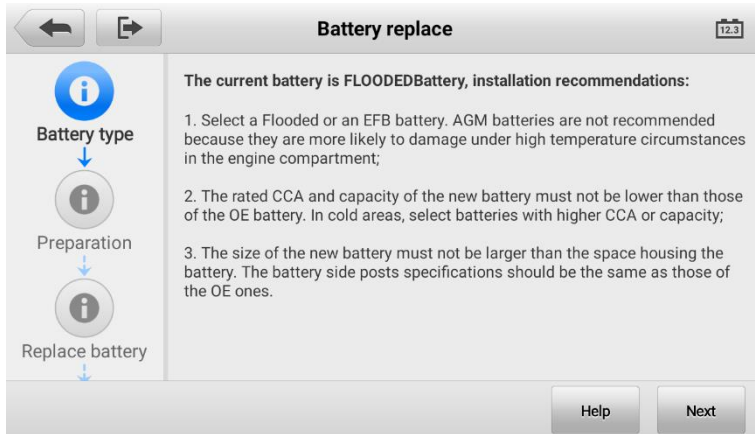 Battery replace
12.3
Battery type
Preparation
Replace battery
The current battery is FLOODEDBattery, installation recommendations:
1. Select a Flooded or an EFB battery. AGM batteries are not recommended
because they are more likely to damage under high temperature circumstances
in the engine compartment;
2. The rated CCA and capacity of the new battery must not be lower than those
of the OE battery. In cold areas, select batteries with higher CCA or capacity;
3. The size of the new battery must not be larger than the space housing the
battery. The battery side posts specifications should be the same as those of
the OE ones.
Help
Next